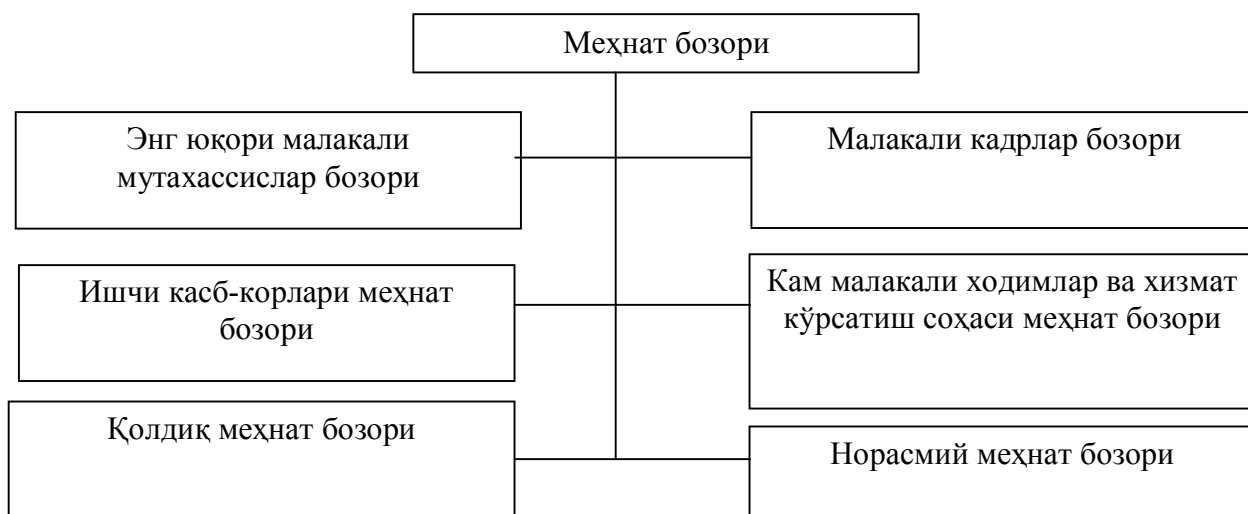 Меҳнат бозори
Энг юқори малакали
мутахассислар бозори
Малакали кадрлар бозори
Ишчи касб-корлари меҳнат
бозори
Кам малакали ходимлар ва хизмат
кўрсатиш соҳаси меҳнат бозори
Қолдиқ меҳнат бозори
Норасмий меҳнат бозори